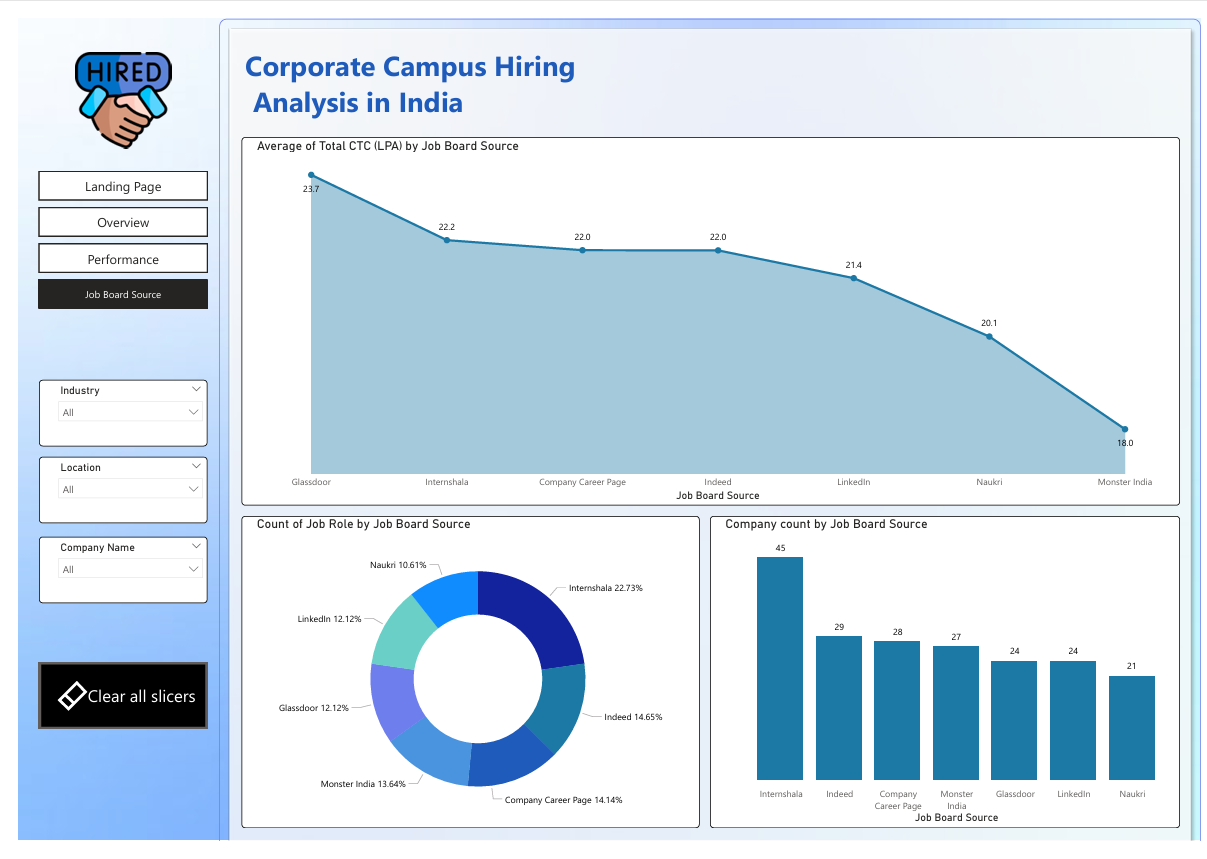 HIRED
Corporate Campus Hiring
Analysis in India
Landing Page
Overview
Performance
Job Board Source
Industry
All
Location
All
Company Name
All
Clear all slicers
Average of Total CTC (LPA) by Job Board Source
23.7
22.2
22.0
22.0
21.4
20.1
18.0
Glassdoor
Internshala
Company Career Page
Indeed
LinkedIn
Naukri
Monster India
Job Board Source
Count of Job Role by Job Board Source
Naukri 10.61%
Internshala 22.73%
LinkedIn 12.12%
Glassdoor 12.12%
Indeed 14.65%
Monster India 13.64%
Company Career Page 14.14%
Company count by Job Board Source
45
29
28
27
24
24
21
Internshala
Indeed
Company
Career Page
Monster
India
Glassdoor
LinkedIn
Naukri
Job Board Source